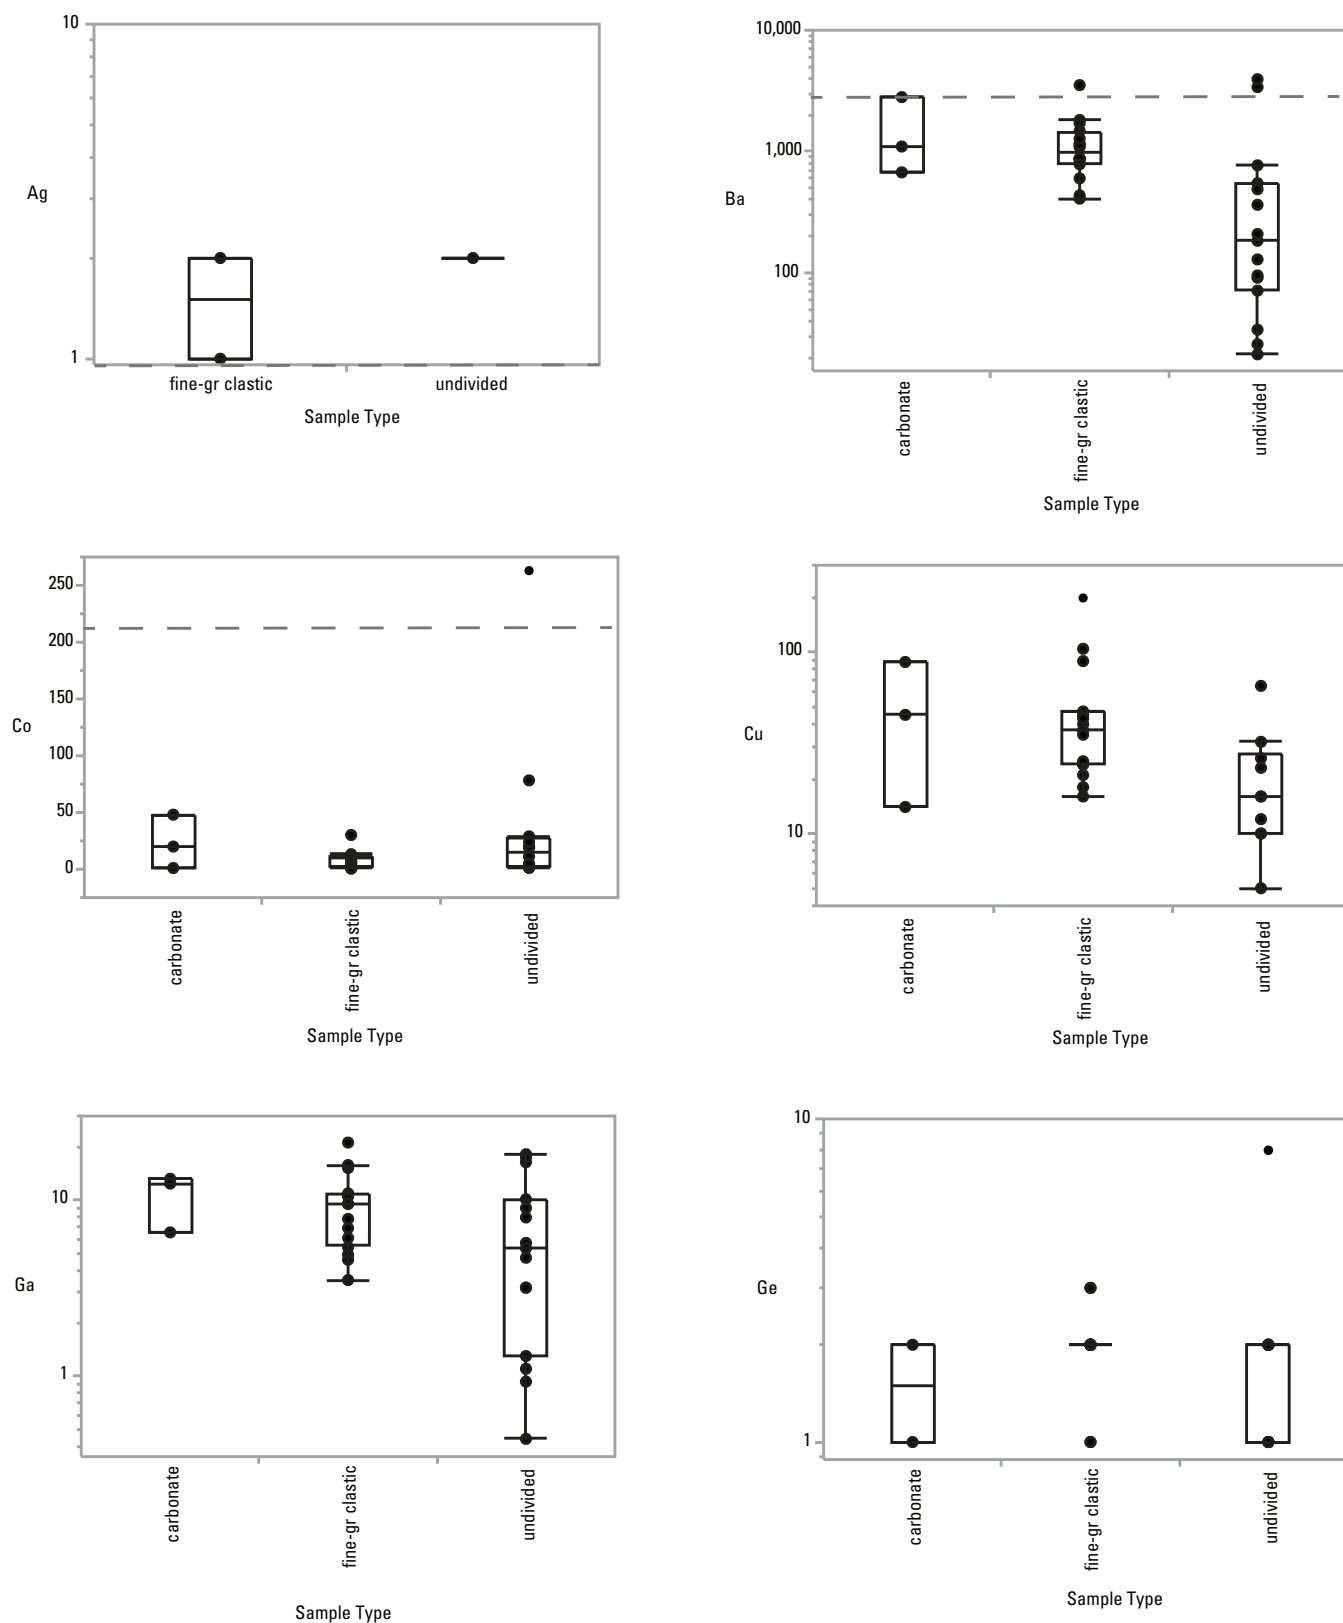 10
Ag
1
fine-gr clastic
undivided
Sample Type
10,000
1,000
Ba
100
carbonate
fine-gr clastic
undivided
Sample Type
250
200
150
Co
100
50
0
carbonate
fine-gr clastic
undivided
Sample Type
100
Cu
10
carbonate
fine-gr clastic
undivided
Sample Type
10
Ga
1
carbonate
fine-gr clastic
undivided
Sample Type
10
Ge
1
carbonate
fine-gr clastic
undivided
Sample Type